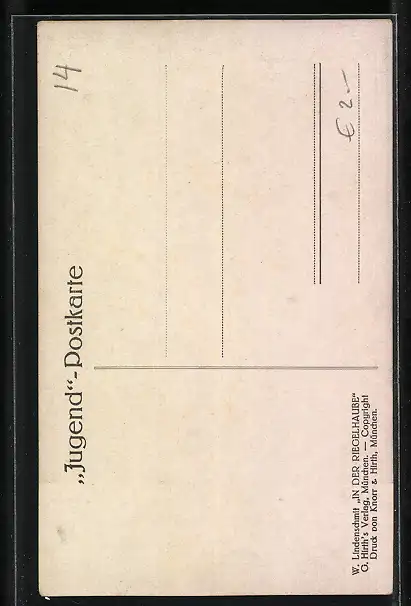 „Jugend“-Postkarte
14
€ 2.–
W. Lindenschmit „IN DER RIEGELHAUBE“
G. Hirth's Verlag, München. — Copyright
Druck von Knorr & Hirth, München.